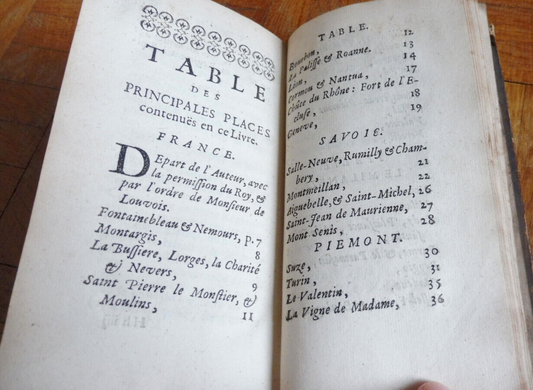 TABLE
DES
PRINCIPALES PLACES
contenuës en ce Livre.
FRANCE.
DEpart de l'Auteur, avec
la permission du Roy, &
par l'ordre de Monsieur de
Louvois.
Fontainebleau & Nemours, p. 7
Montargis, 8
La Bussiere, Lorges, la Charité
& Nevers, 9
Saint Pierre le Monstier, &
Moulins, 11
TABLE.
Bourbon, 12
La Palisse & Roanne. 13
Lion, 14
Cormeu & Nantua, 17
Chûte du Rhône: Fort de l'E-
cluse, 18
Geneve, 19
SAVOIE.
Salle-Neuve, Rumilly & Cham-
bery, 21
Montmeillan, 22
Aiguebelle, & Saint-Michel, 26
Saint-Jean de Maurienne, 27
Mont Senis, 28
PIEMONT.
Suze, 30
Turin, 31
Le Valentin, 35
La Vigne de Madame, 36